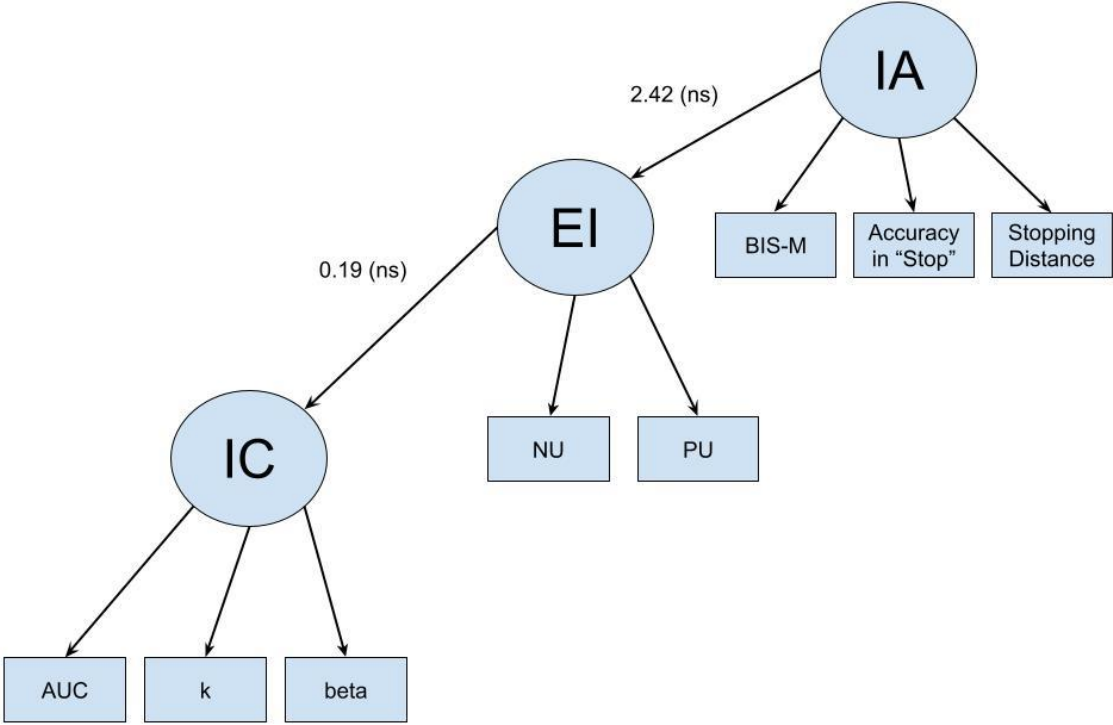 IA
2.42 (ns)
EI
BIS-M
Accuracy
in “Stop”
Stopping
Distance
0.19 (ns)
IC
NU
PU
AUC
k
beta